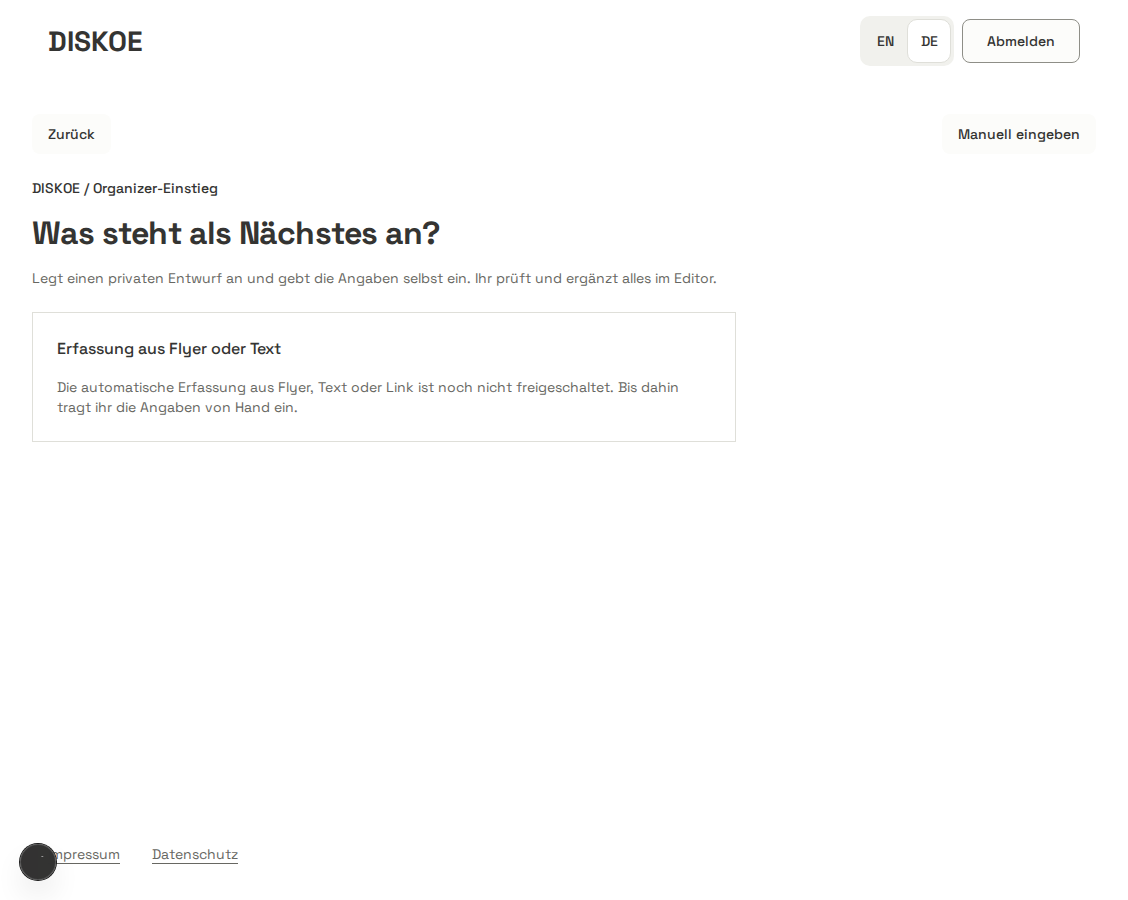 DISKOE
EN DE Abmelden
Zurück Manuell eingeben
DISKOE / Organizer-Einstieg
Was steht als Nächstes an?
Legt einen privaten Entwurf an und gebt die Angaben selbst ein. Ihr prüft und ergänzt alles im Editor.
Erfassung aus Flyer oder Text
Die automatische Erfassung aus Flyer, Text oder Link ist noch nicht freigeschaltet. Bis dahin
tragt ihr die Angaben von Hand ein.
mpressum Datenschutz